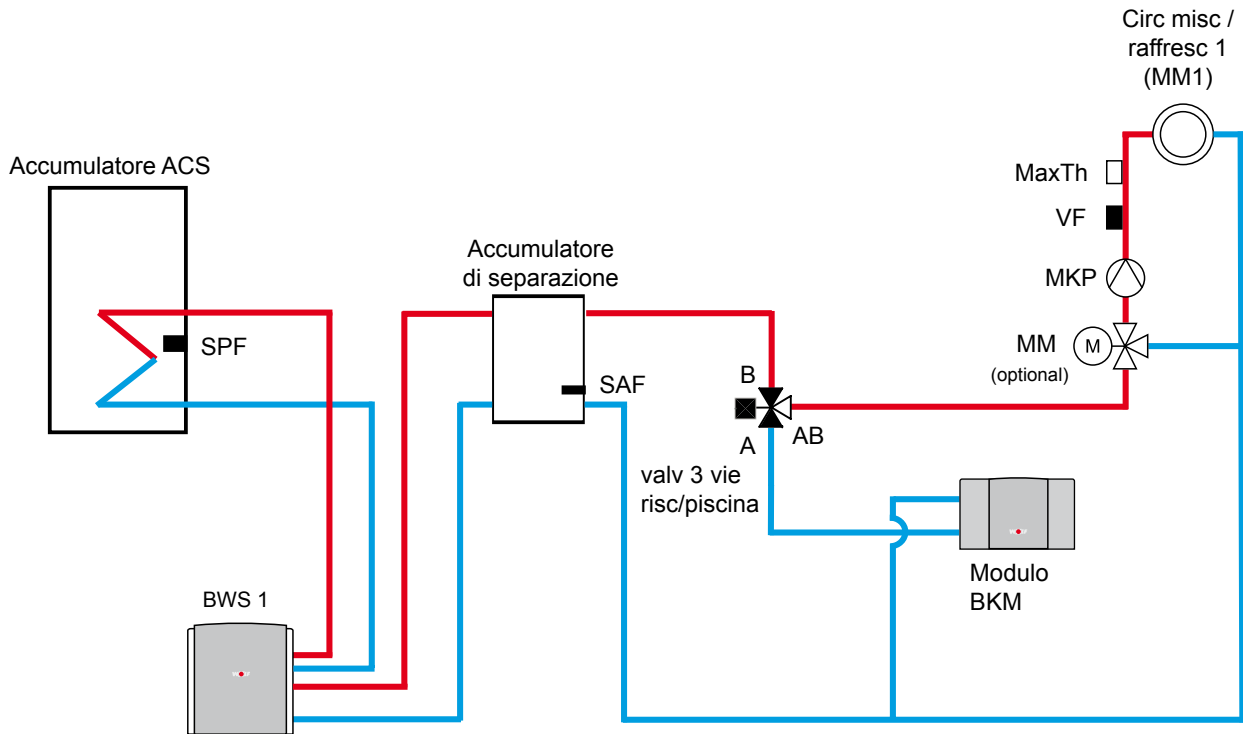 Circ misc /
raffresc 1
(MM1)
Accumulatore ACS
MaxTh
VF
Accumulatore
di separazione
MKP
SPF
MM
(optional)
M
SAF
B
A
AB
valv 3 vie
risc/piscina
Modulo
BKM
BWS 1